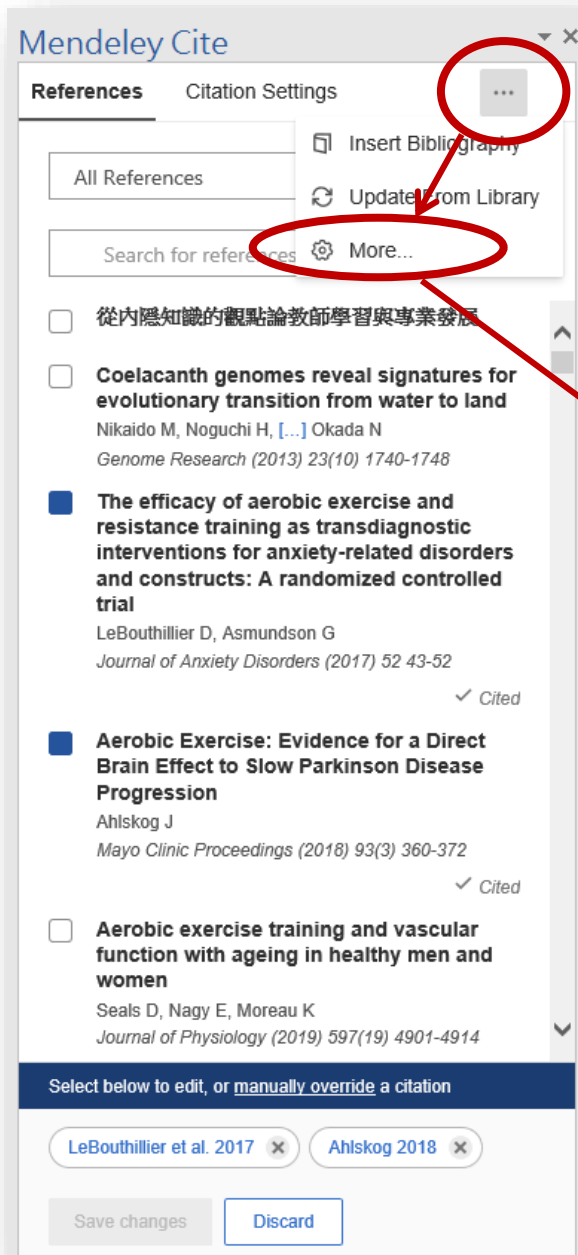 Mendeley Cite
References Citation Settings ...
Insert Bibliography
All References
Update From Library
Search for references
More...
從內隱知識的觀點論教師學習與專業發展
Coelacanth genomes reveal signatures for
evolutionary transition from water to land
Nikaido M, Noguchi H, [...] Okada N
Genome Research (2013) 23(10) 1740-1748
The efficacy of aerobic exercise and
resistance training as transdiagnostic
interventions for anxiety-related disorders
and constructs: A randomized controlled
trial
LeBouthillier D, Asmundson G
Journal of Anxiety Disorders (2017) 52 43-52
Cited
Aerobic Exercise: Evidence for a Direct
Brain Effect to Slow Parkinson Disease
Progression
Ahlskog J
Mayo Clinic Proceedings (2018) 93(3) 360-372
Cited
Aerobic exercise training and vascular
function with ageing in healthy men and
women
Seals D, Nagy E, Moreau K
Journal of Physiology (2019) 597(19) 4901-4914
Select below to edit, or manually override a citation
LeBouthillier et al. 2017 Ahlskog 2018
Save changes Discard